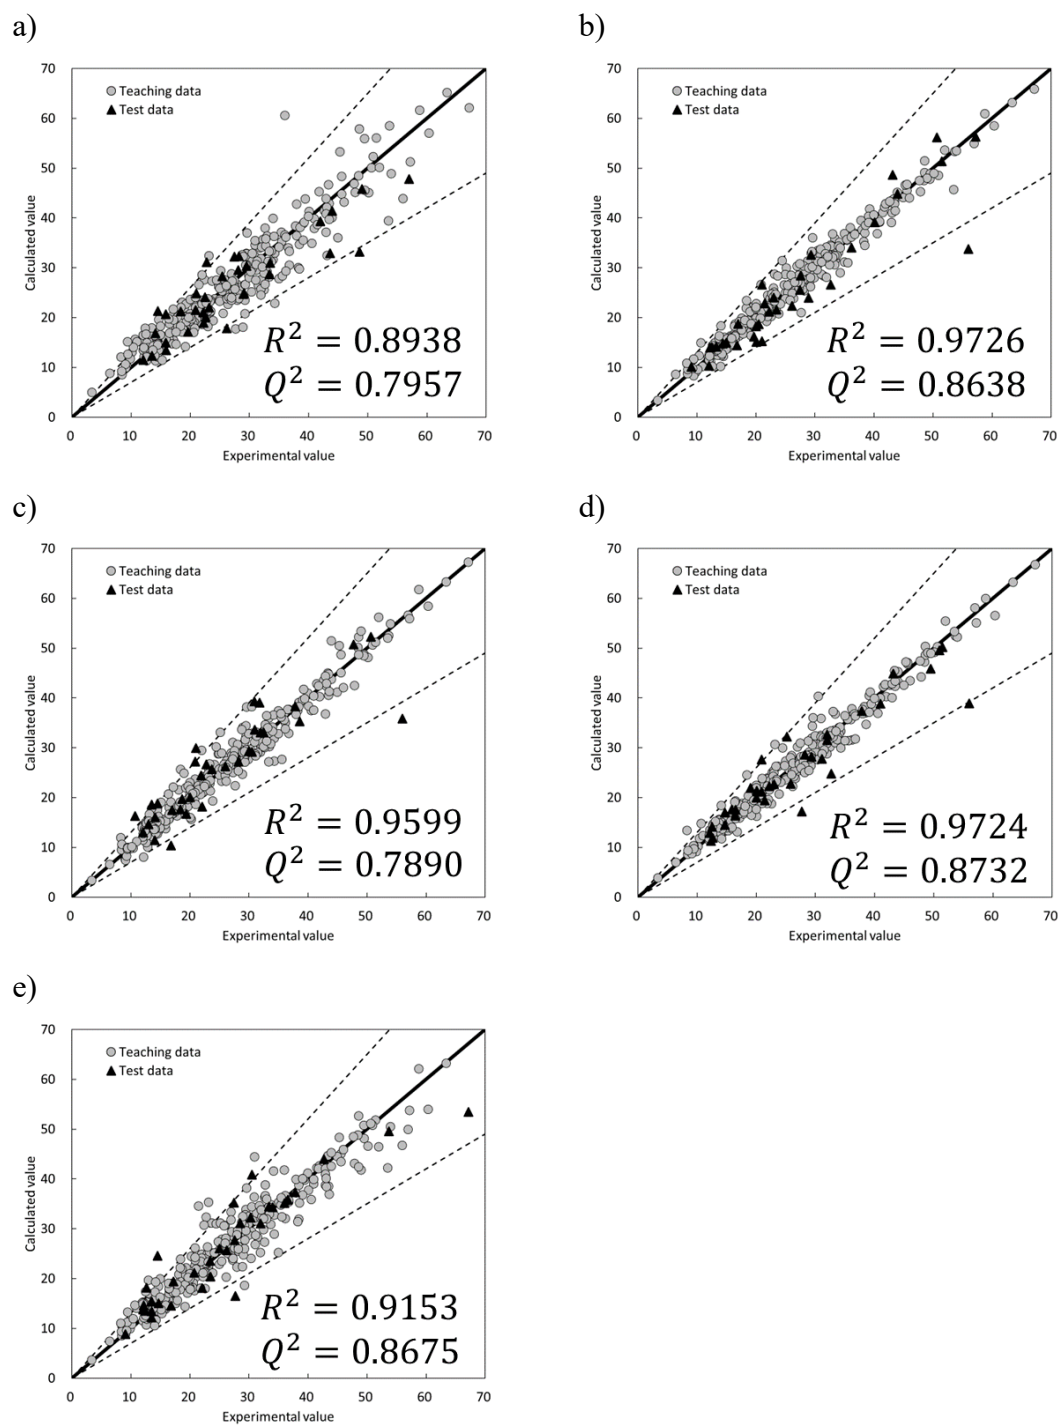 a)
70
60
50
40
30
20
10
0
Calculated value
Teaching data
Test data
R² = 0.8938
Q² = 0.7957
0 10 20 30 40 50 60 70
Experimental value
b)
70
60
50
40
30
20
10
0
Calculated value
Teaching data
Test data
R² = 0.9726
Q² = 0.8638
0 10 20 30 40 50 60 70
Experimental value
c)
70
60
50
40
30
20
10
0
Calculated value
Teaching data
Test data
R² = 0.9599
Q² = 0.7890
0 10 20 30 40 50 60 70
Experimental value
d)
70
60
50
40
30
20
10
0
Calculated value
Teaching data
Test data
R² = 0.9724
Q² = 0.8732
0 10 20 30 40 50 60 70
Experimental value
e)
70
60
50
40
30
20
10
0
Calculated value
Teaching data
Test data
R² = 0.9153
Q² = 0.8675
0 10 20 30 40 50 60 70
Experimental value